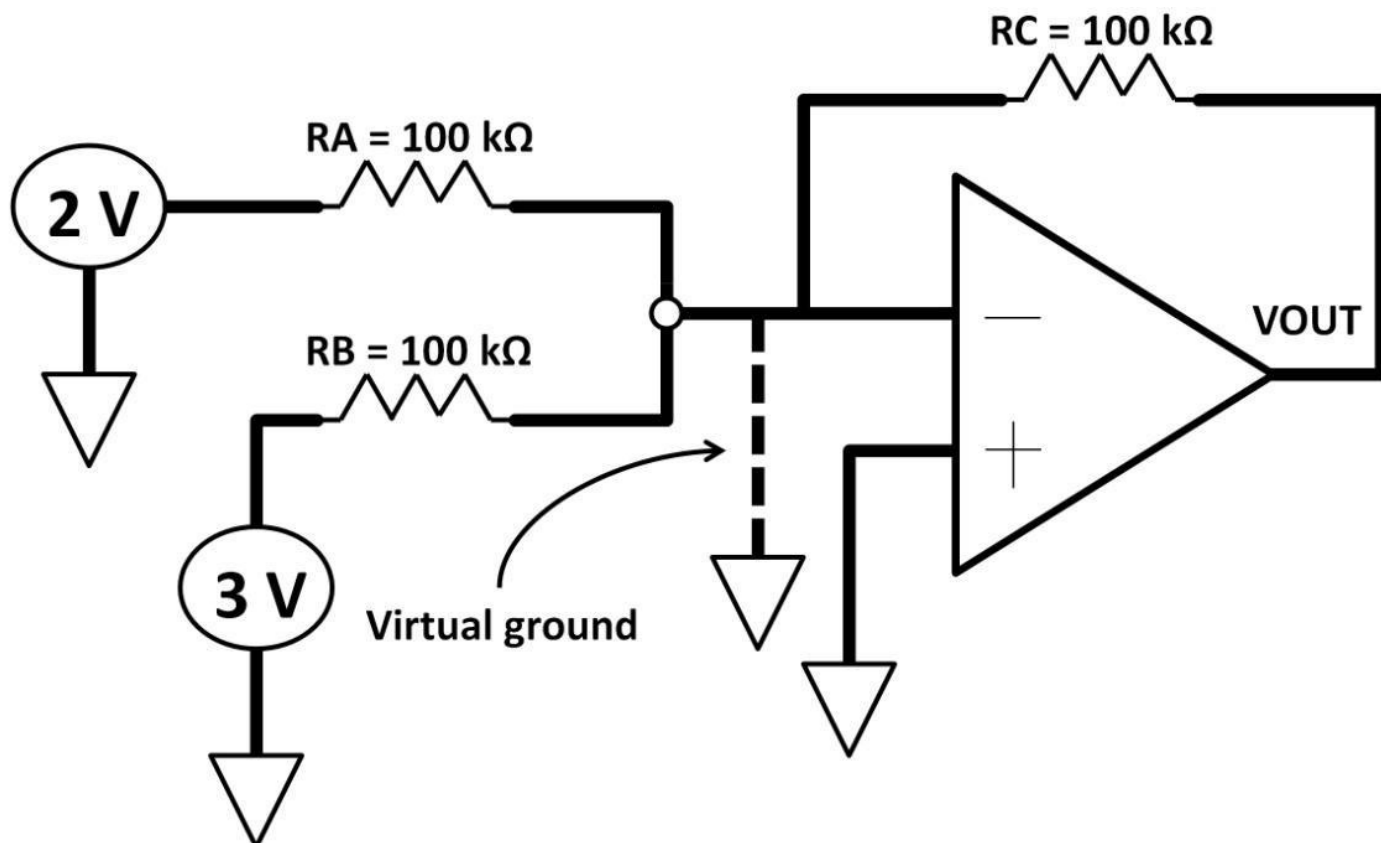 RC = 100 kΩ
RA = 100 kΩ
2 V
RB = 100 kΩ
−
VOUT
+
3 V
Virtual ground